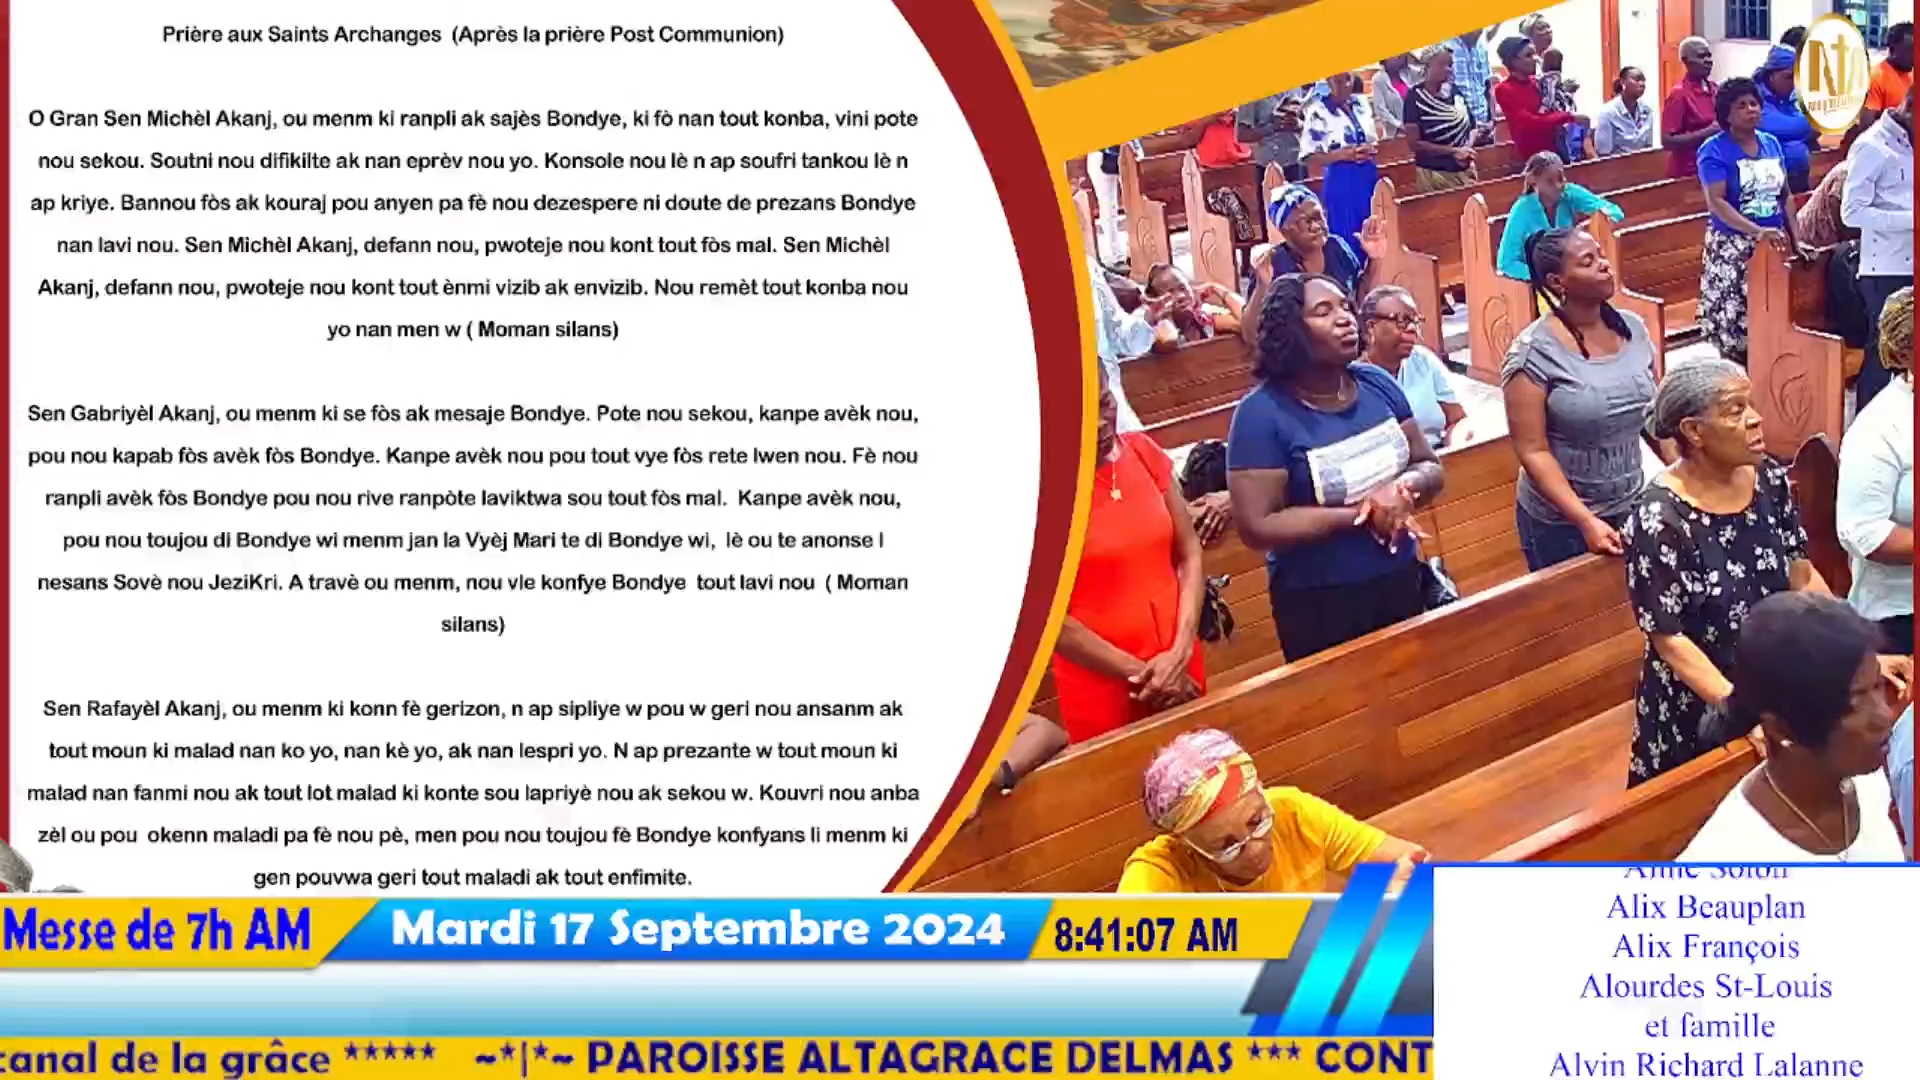 Prière aux Saints Archanges (Après la prière Post Communion)
O Gran Sen Michèl Akanj, ou menm ki ranpli ak sajès Bondye, ki fò nan tout konba, vini pote
nou sekou. Soutni nou difikilte ak nan eprèv nou yo. Konsole nou lè n ap soufri tankou lè n
ap kriye. Bannou fòs ak kouraj pou anyen pa fè nou dezespere ni doute de prezans Bondye
nan lavi nou. Sen Michèl Akanj, defann nou, pwoteje nou kont tout fòs mal. Sen Michèl
Akanj, defann nou, pwoteje nou kont tout ènmi vizib ak envizib. Nou remèt tout konba nou
yo nan men w ( Moman silans)
Sen Gabriyèl Akanj, ou menm ki se fòs ak mesaje Bondye. Pote nou sekou, kanpe avèk nou,
pou nou kapab fòs avèk fòs Bondye. Kanpe avèk nou pou tout vye fòs rete lwen nou. Fè nou
ranpli avèk fòs Bondye pou nou rive ranpòte laviktwa sou tout fòs mal. Kanpe avèk nou,
pou nou toujou di Bondye wi menm jan la Vyèj Mari te di Bondye wi, lè ou te anonse l
nesans Sovè nou JeziKri. A travè ou menm, nou vle konfye Bondye tout lavi nou ( Moman
silans)
Sen Rafayèl Akanj, ou menm ki konn fè gerizon, n ap sipliye w pou w geri nou ansanm ak
tout moun ki malad nan ko yo, nan kè yo, ak nan lespri yo. N ap prezante w tout moun ki
malad nan fanmi nou ak tout lot malad ki konte sou lapriyè nou ak sekou w. Kouvri nou anba
zèl ou pou okenn maladi pa fè nou pè, men pou nou toujou fè Bondye konfyans li menm ki
gen pouvwa geri tout maladi ak tout enfimite.
Messe de 7h AM
Mardi 17 Septembre 2024
8:41:07 AM
canal de la grâce ***** ~*|*~ PAROISSE ALTAGRACE DELMAS *** CONT
Alix Beauplan
Alix François
Alourdes St-Louis
et famille
Alvin Richard Lalanne